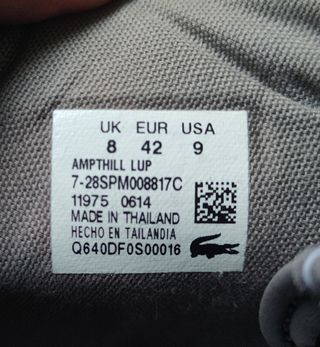 UK EUR USA
8 42 9
AMPTHILL LUP
7-28SPM008817C
11975 0614
MADE IN THAILAND
HECHO EN TAILANDIA
Q640DF0S00016